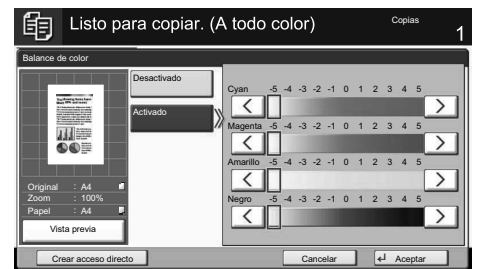 Listo para copiar. (A todo color)
Copias
1
Balance de color
Desactivado
Activado
Cyan -5 -4 -3 -2 -1 0 1 2 3 4 5
Magenta -5 -4 -3 -2 -1 0 1 2 3 4 5
Amarillo -5 -4 -3 -2 -1 0 1 2 3 4 5
Negro -5 -4 -3 -2 -1 0 1 2 3 4 5
Original : A4
Zoom : 100%
Papel : A4
Vista previa
Crear acceso directo
Cancelar
Aceptar